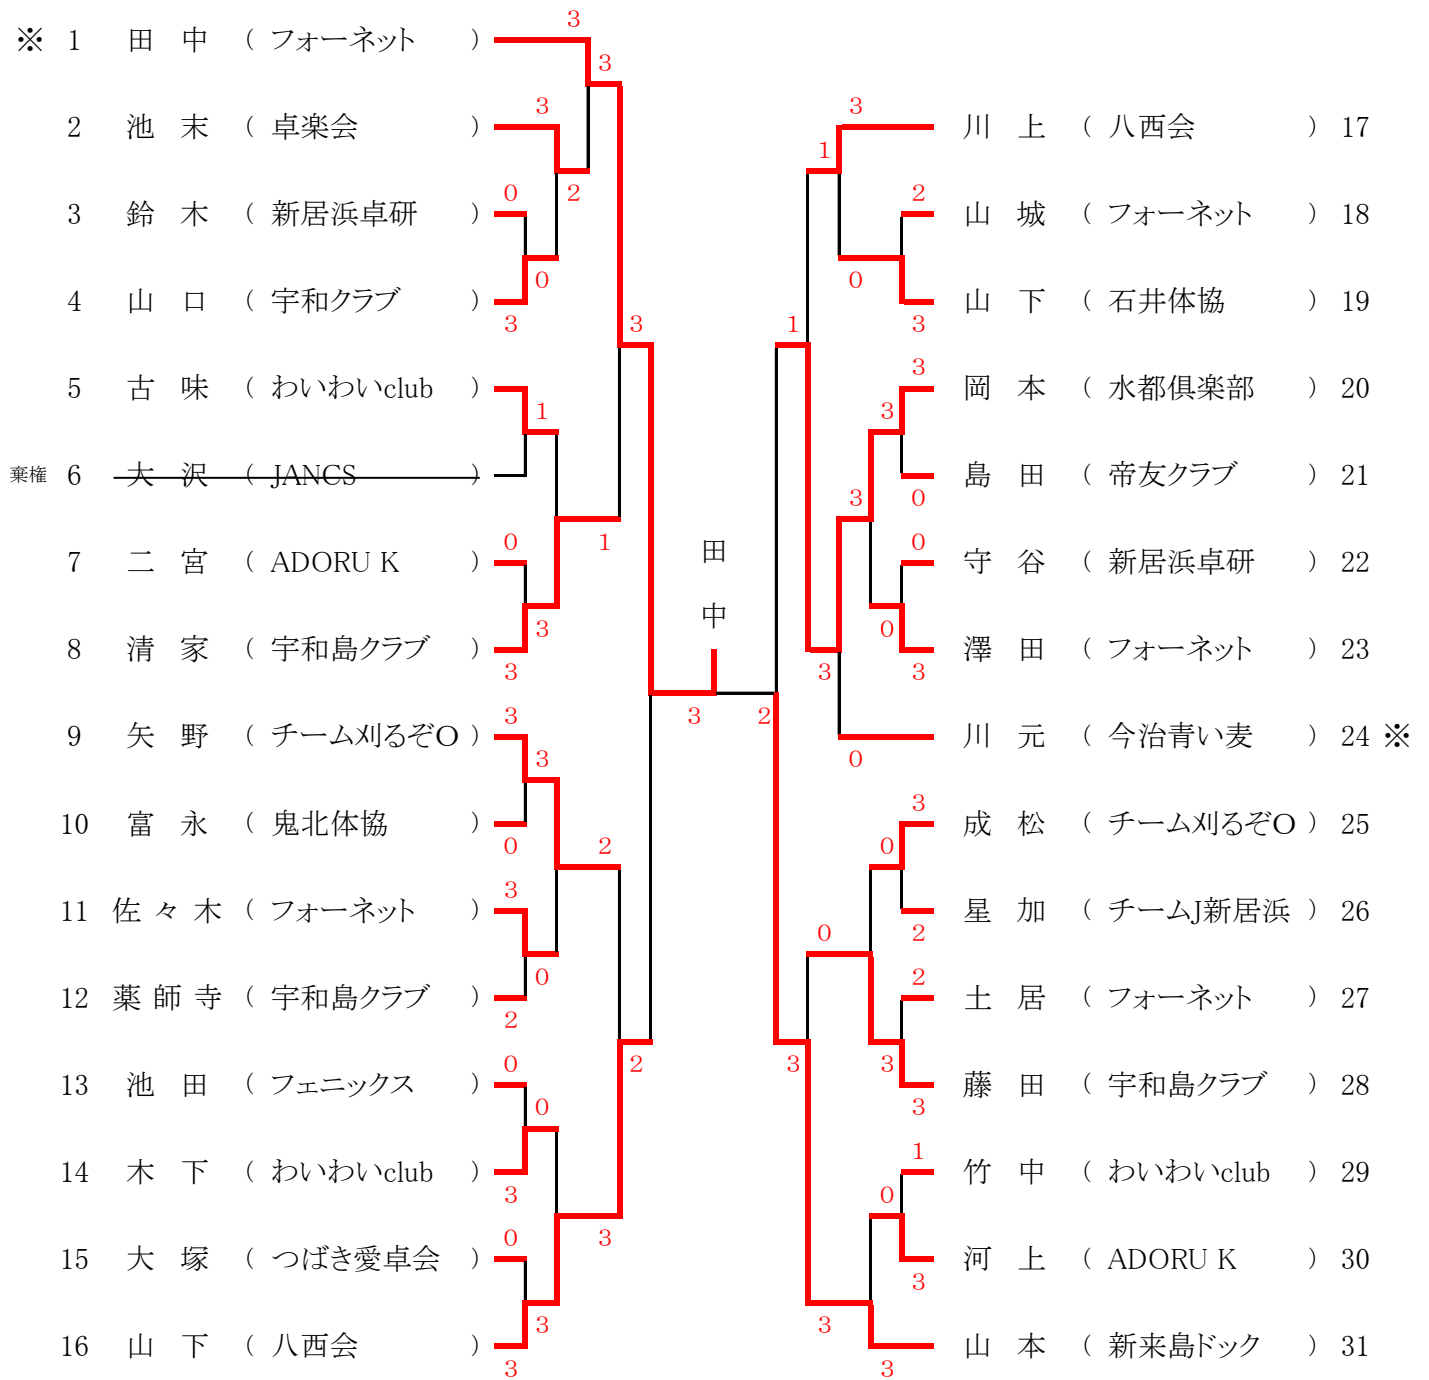 ※ 1 田 中 ( フォーネット )
2 池 末 ( 卓楽会 )
3 鈴 木 ( 新居浜卓研 )
4 山 口 ( 宇和クラブ )
5 古 味 ( わいわいclub )
棄権 6 大 沢 ( JANCS )
7 二 宮 ( ADORU K )
8 清 家 ( 宇和島クラブ )
9 矢 野 ( チーム刈るぞO )
10 富 永 ( 鬼北体協 )
11 佐 々 木 ( フォーネット )
12 薬 師 寺 ( 宇和島クラブ )
13 池 田 ( フェニックス )
14 木 下 ( わいわいclub )
15 大 塚 ( つばき愛卓会 )
16 山 下 ( 八西会 )
3
3
3
2
0
0
3
3
1
1
0
3
3
3
3
0
2
3
0
2
2
0
0
3
3
0
3
3
田
中
3 2
3
1
2
0
3
1
3
3
3
0
0
0
3
3
0
3
0
2
0
2
3
3
3
1
0
3
3
3
川 上 ( 八西会 ) 17
山 城 ( フォーネット ) 18
山 下 ( 石井体協 ) 19
岡 本 ( 水都倶楽部 ) 20
島 田 ( 帝友クラブ ) 21
守 谷 ( 新居浜卓研 ) 22
澤 田 ( フォーネット ) 23
川 元 ( 今治青い麦 ) 24 ※
成 松 ( チーム刈るぞO ) 25
星 加 ( チームJ新居浜 ) 26
土 居 ( フォーネット ) 27
藤 田 ( 宇和島クラブ ) 28
竹 中 ( わいわいclub ) 29
河 上 ( ADORU K ) 30
山 本 ( 新来島ドック ) 31